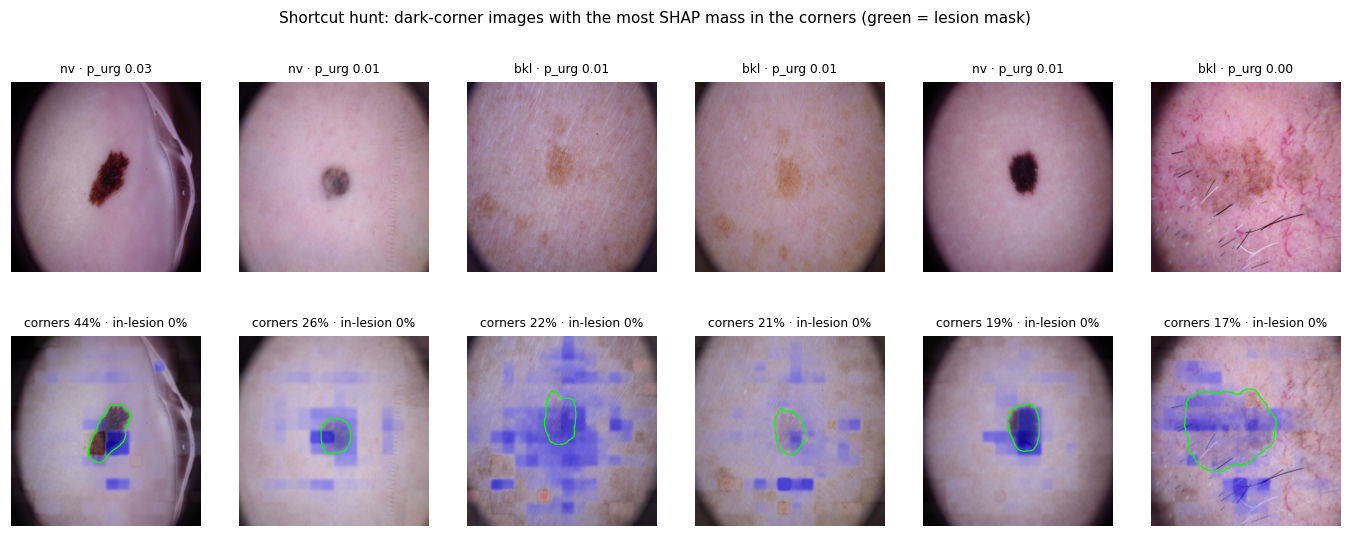 Shortcut hunt: dark-corner images with the most SHAP mass in the corners (green = lesion mask)
nv · p_urg 0.03
nv · p_urg 0.01
bkl · p_urg 0.01
bkl · p_urg 0.01
nv · p_urg 0.01
bkl · p_urg 0.00
corners 44% · in-lesion 0%
corners 26% · in-lesion 0%
corners 22% · in-lesion 0%
corners 21% · in-lesion 0%
corners 19% · in-lesion 0%
corners 17% · in-lesion 0%